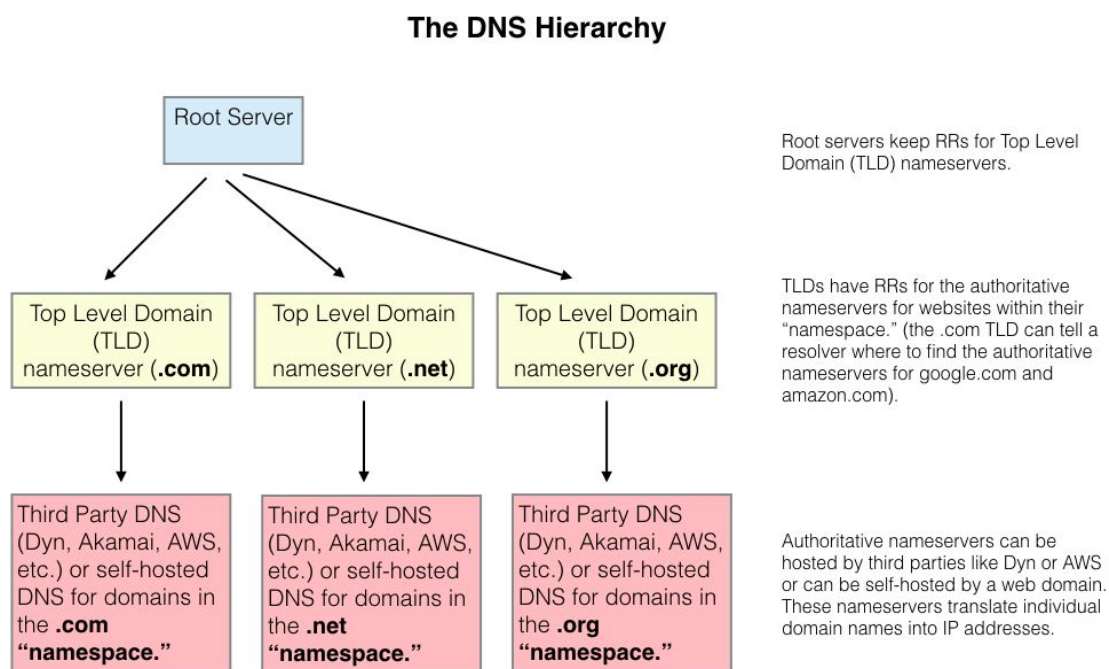 The DNS Hierarchy
Root Server
Root servers keep RRs for Top Level
Domain (TLD) nameservers.
Top Level Domain
(TLD)
nameserver (.com)
Top Level Domain
(TLD)
nameserver (.net)
Top Level Domain
(TLD)
nameserver (.org)
TLDs have RRs for the authoritative
nameservers for websites within their
“namespace.” (the .com TLD can tell a
resolver where to find the authoritative
nameservers for google.com and
amazon.com).
Third Party DNS
(Dyn, Akamai, AWS,
etc.) or self-hosted
DNS for domains in
the .com
“namespace.”
Third Party DNS
(Dyn, Akamai, AWS,
etc.) or self-hosted
DNS for domains in
the .net
“namespace.”
Third Party DNS
(Dyn, Akamai, AWS,
etc.) or self-hosted
DNS for domains in
the .org
“namespace.”
Authoritative nameservers can be
hosted by third parties like Dyn or AWS
or can be self-hosted by a web domain.
These nameservers translate individual
domain names into IP addresses.